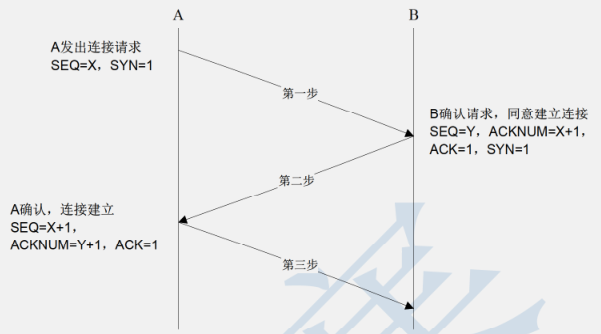 A
B
A发出连接请求
SEQ=X，SYN=1
第一步
B确认请求，同意建立连接
SEQ=Y，ACKNUM=X+1，
ACK=1，SYN=1
第二步
A确认，连接建立
SEQ=X+1，
ACKNUM=Y+1，ACK=1
第三步